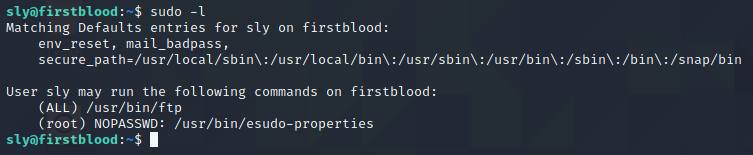 sly@firstblood:~$ sudo -l
Matching Defaults entries for sly on firstblood:
    env_reset, mail_badpass,
    secure_path=/usr/local/sbin\:/usr/local/bin\:/usr/sbin\:/usr/bin\:/sbin\:/bin\:/snap/bin

User sly may run the following commands on firstblood:
    (ALL) /usr/bin/ftp
    (root) NOPASSWD: /usr/bin/esudo-properties
sly@firstblood:~$